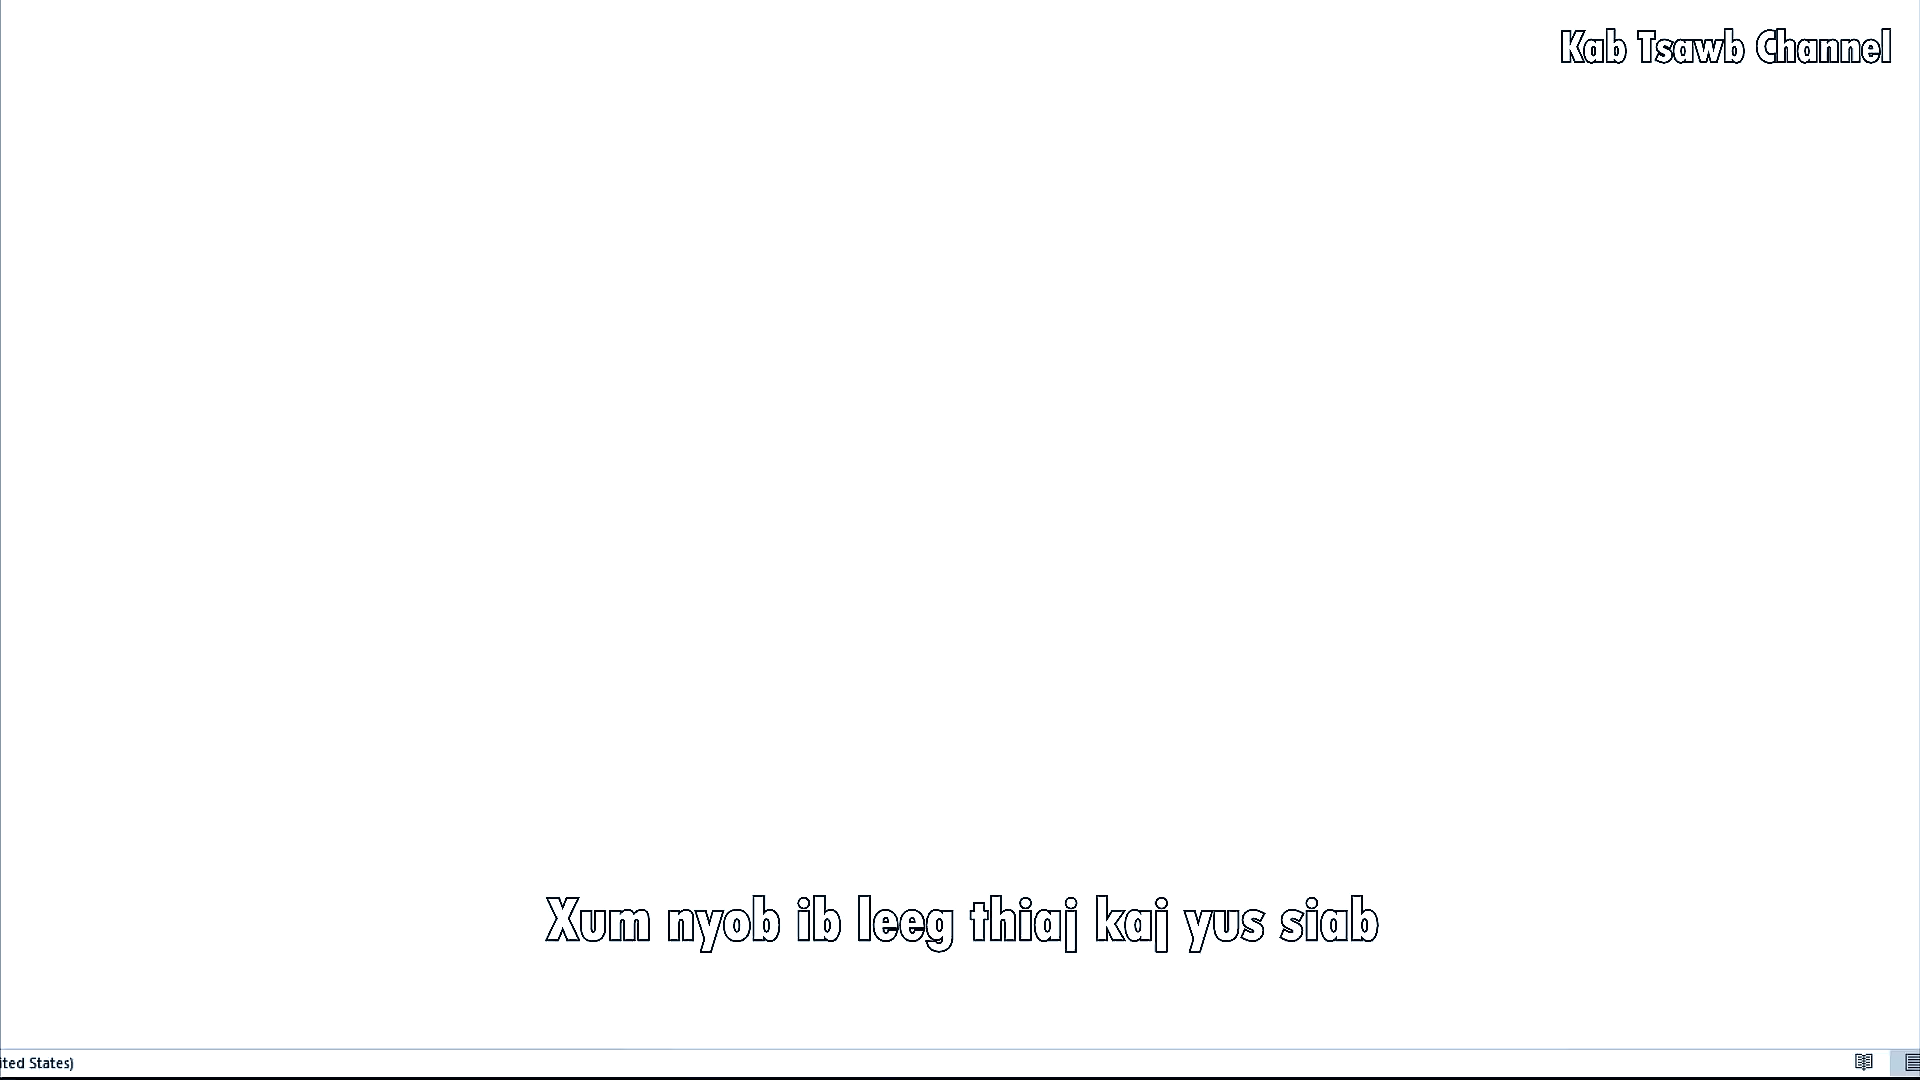 Kab Tsawb Channel
Xum nyob ib leeg thiaj kaj yus siab
ited States)